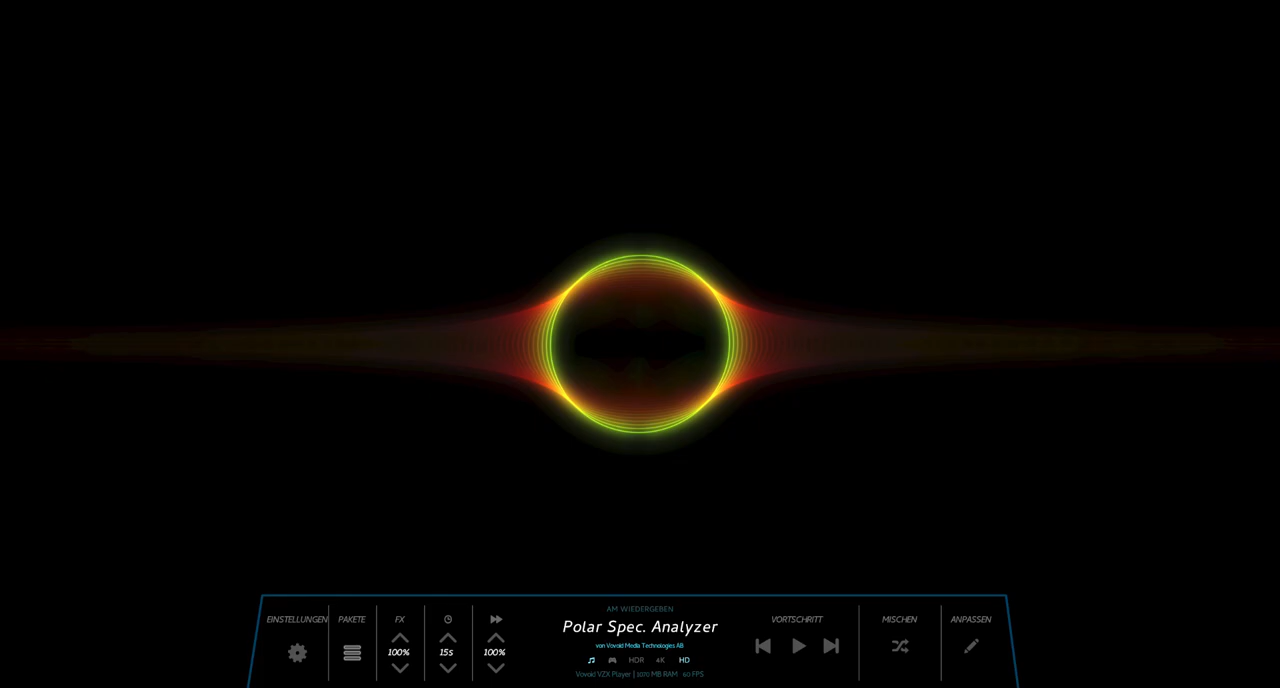 EINSTELLUNGEN
PAKETE
FX
100%
15s
100%
AM WIEDERGEBEN
Polar Spec. Analyzer
von Vovoid Media Technologies AB
HDR 4K HD
Vovoid VZX Player | 1070 MB RAM 60 FPS
VORTSCHRITT
MISCHEN
ANPASSEN